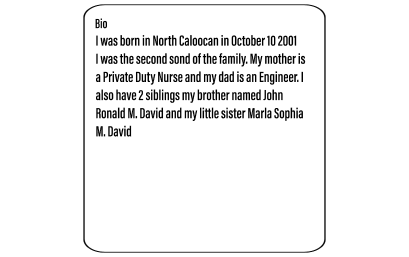 Bio
I was born in North Caloocan in October 10 2001
I was the second sond of the family. My mother is
a Private Duty Nurse and my dad is an Engineer. I
also have 2 siblings my brother named John
Ronald M. David and my little sister Marla Sophia
M. David